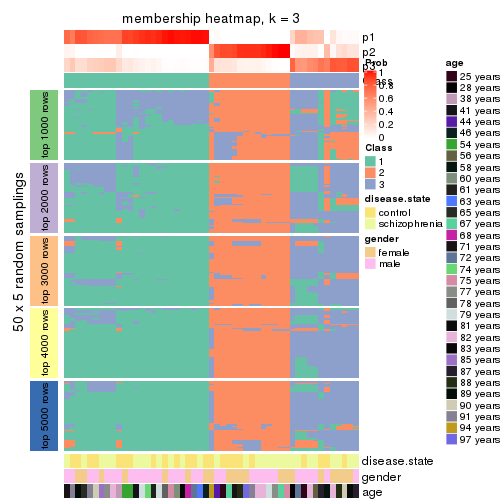 membership heatmap, k = 3
p1
p2
p3
Class
50 x 5 random samplings
top 1000 rows
top 2000 rows
top 3000 rows
top 4000 rows
top 5000 rows
disease.state
gender
age
Prob
1
0.8
0.6
0.4
0.2
0
Class
1
2
3
disease.state
control
schizophrenia
gender
female
male
age
25 years
28 years
38 years
41 years
44 years
46 years
54 years
56 years
58 years
60 years
61 years
63 years
65 years
67 years
68 years
71 years
72 years
74 years
75 years
77 years
78 years
79 years
81 years
82 years
83 years
85 years
87 years
88 years
89 years
90 years
91 years
94 years
97 years